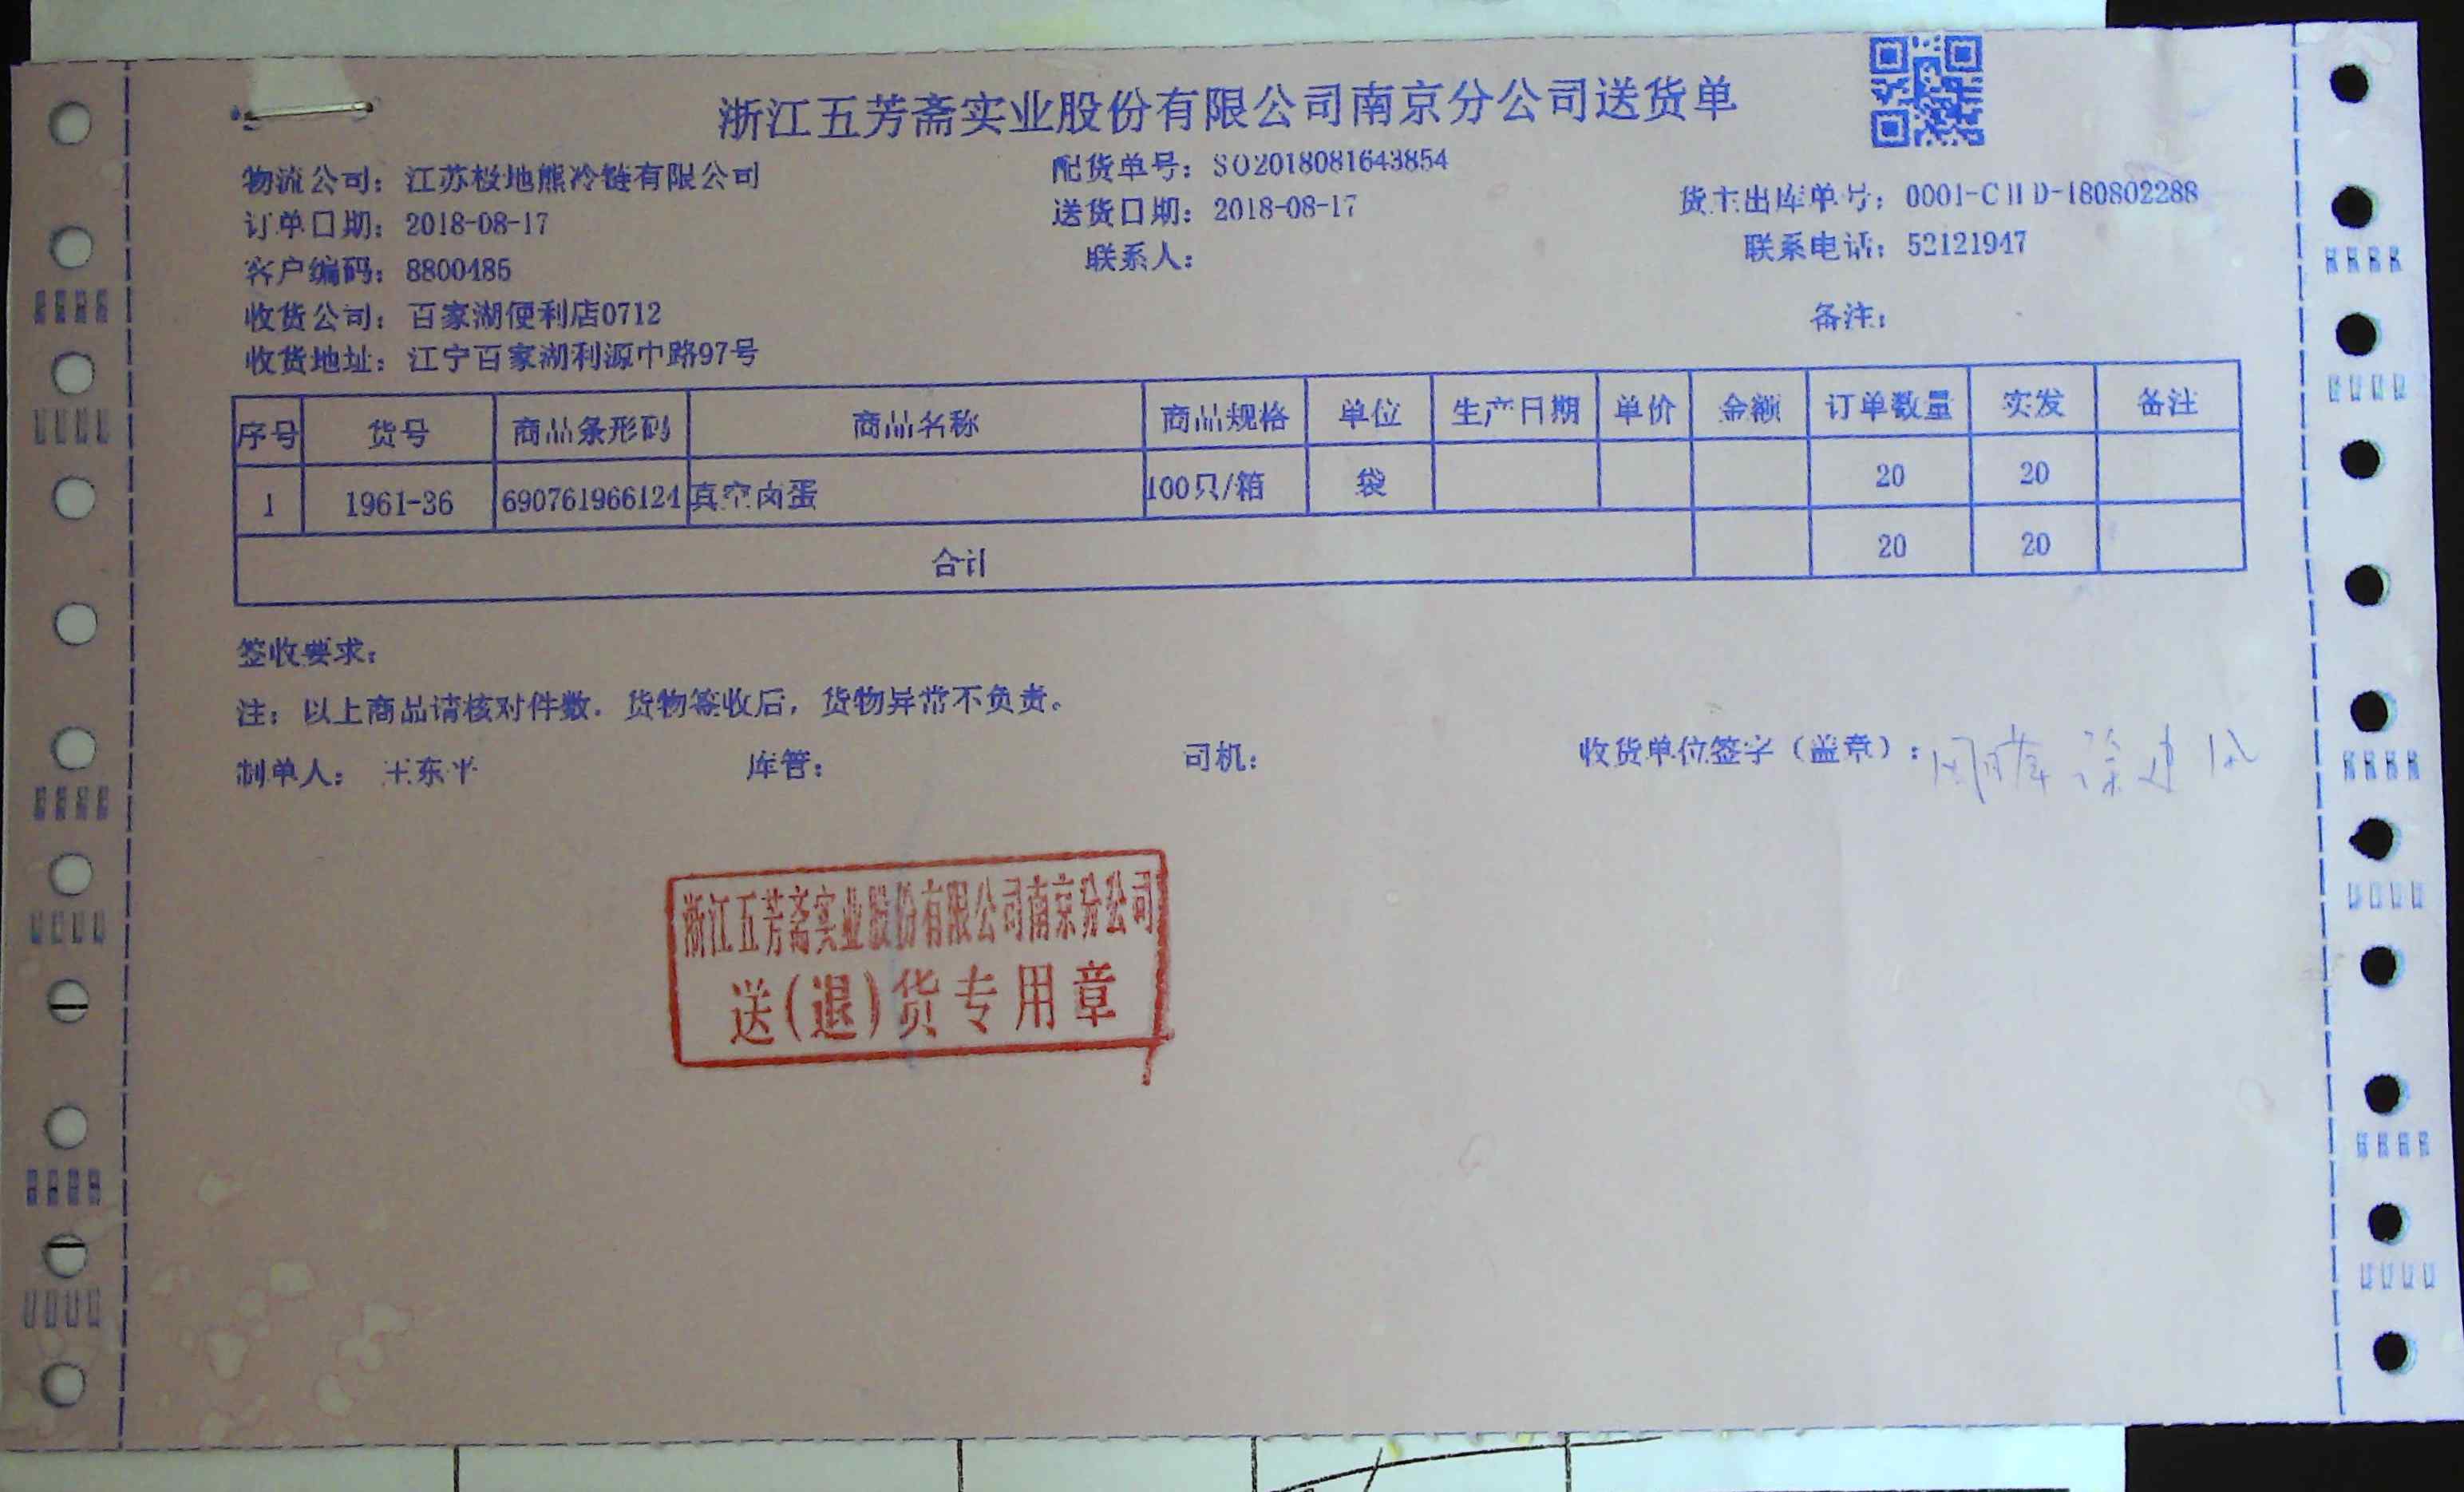 浙江五芳斋实业股份有限公司南京分公司送货单
物流公司：江苏极地熊冷链有限公司 配货单号：SO2018081643854 货主出库单号：0001-CHD-180802288
订单日期：2018-08-17 送货日期：2018-08-17 联系电话：52121947
客户编码：8800485 联系人：
收货公司：百家湖便利店0712 备注：
收货地址：江宁百家湖利源中路97号
序号 货号 商品条形码 商品名称 商品规格 单位 生产日期 单价 金额 订单数量 实发 备注
1 1961-36 690761966124 真空卤蛋 100只/箱 袋 20 20
合计 20 20
签收要求：
注：以上商品请核对件数．货物签收后，货物异常不负责。
制单人：王东平 库管： 司机： 收货单位签字（盖章）：
浙江五芳斋实业股份有限公司南京分公司
送(退)货专用章